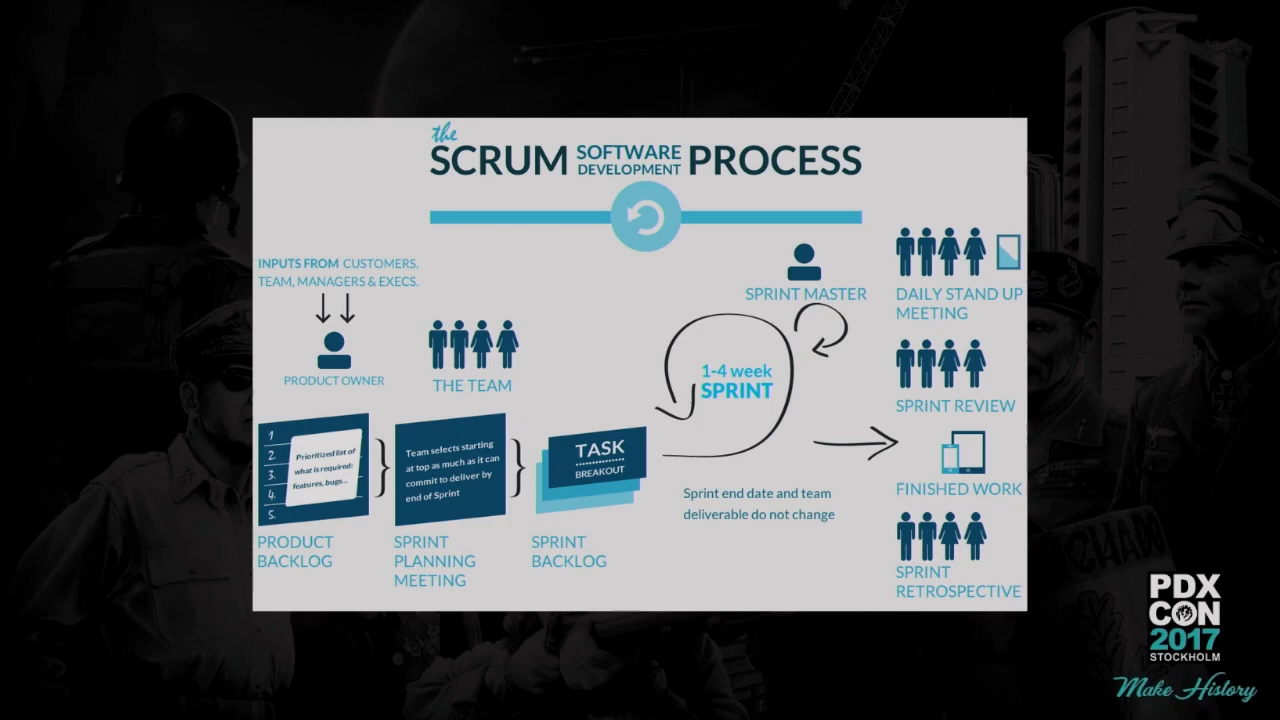 the
SCRUM SOFTWARE DEVELOPMENT PROCESS
INPUTS FROM CUSTOMERS,
TEAM, MANAGERS & EXECS.
PRODUCT OWNER
THE TEAM
1
2.
3.
4.
5.
Prioritized list of
what is required:
features, bugs...
PRODUCT
BACKLOG
Team selects starting
at top as much as it can
commit to deliver by
end of Sprint
SPRINT
PLANNING
MEETING
TASK
BREAKOUT
SPRINT
BACKLOG
SPRINT MASTER
1-4 week
SPRINT
Sprint end date and team
deliverable do not change
DAILY STAND UP
MEETING
SPRINT REVIEW
FINISHED WORK
SPRINT
RETROSPECTIVE
PDX
CON
2017
STOCKHOLM
Make History